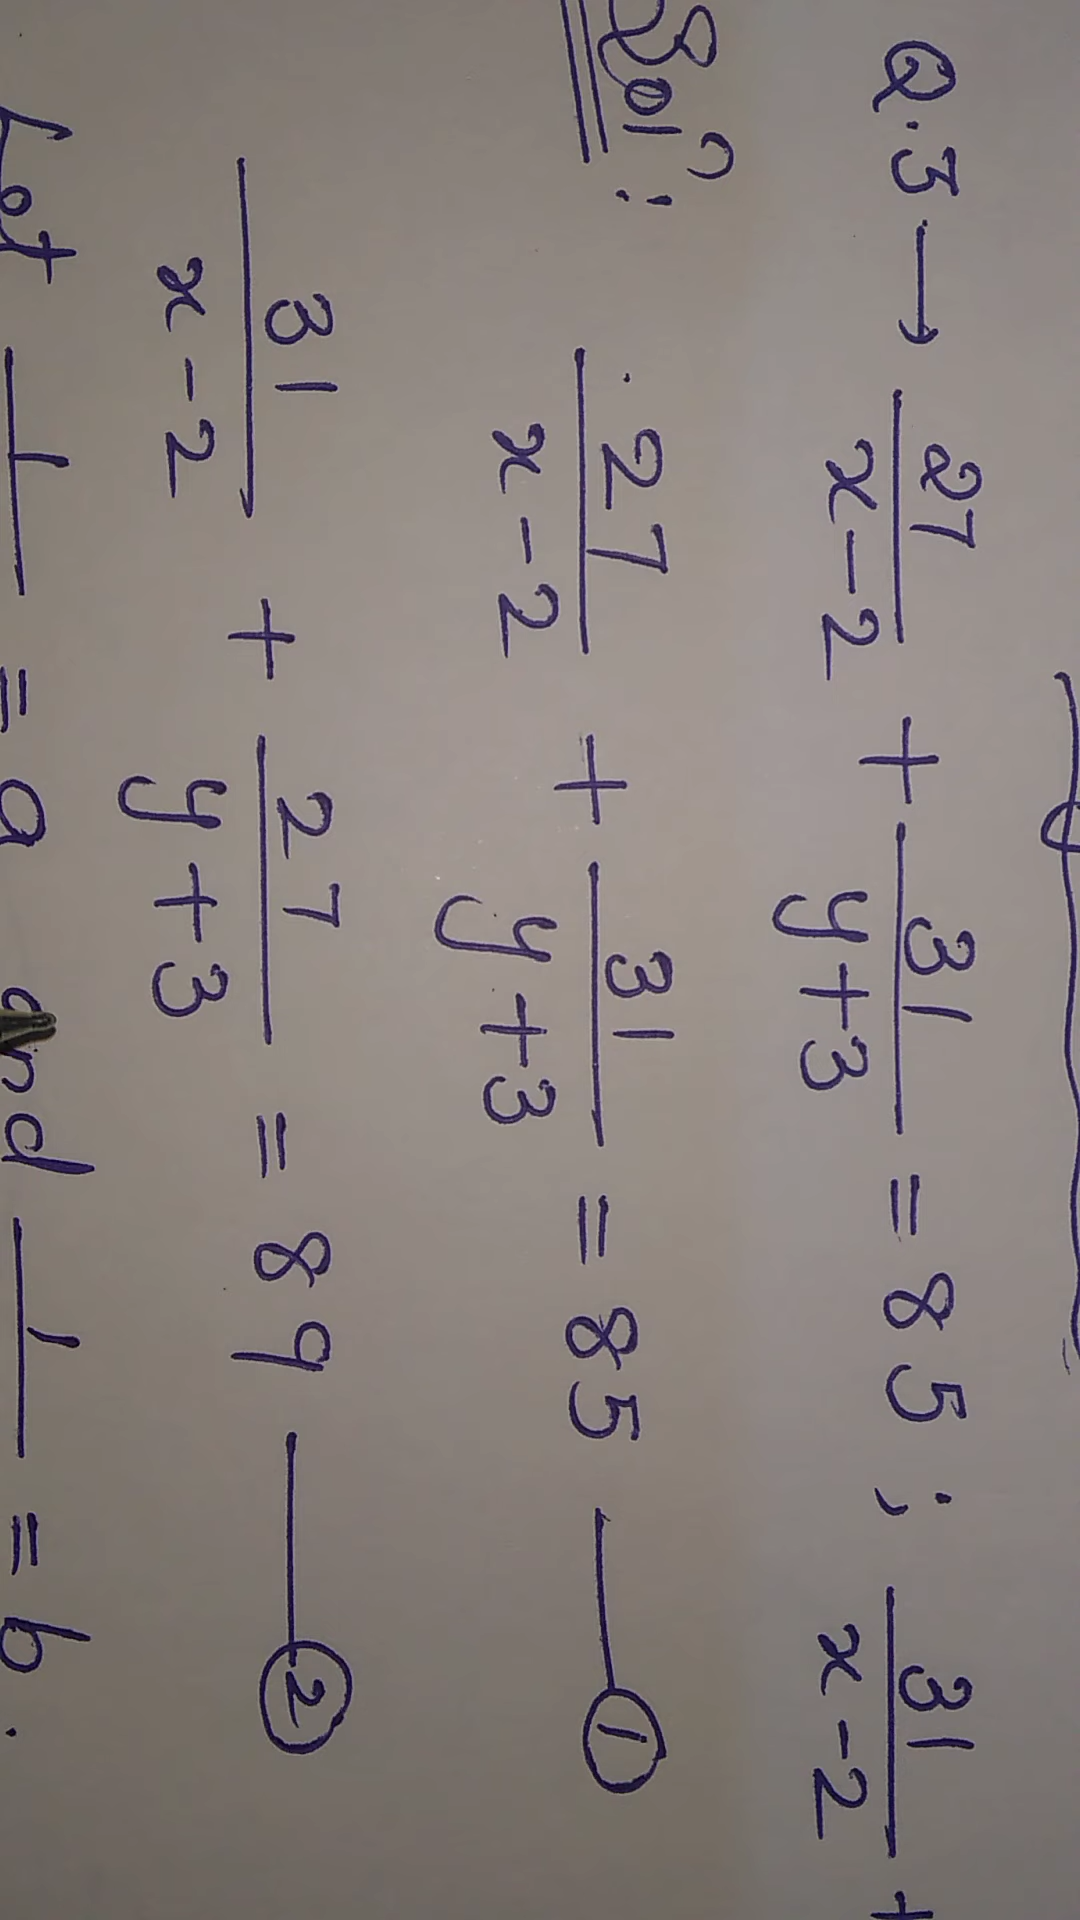 Q.3 → 27/(x-2) + 31/(y+3) = 85 ; 31/(x-2) +
Solⁿ:
27/(x-2) + 31/(y+3) = 85 — ①
31/(x-2) + 27/(y+3) = 89 — ②
Let 1/ = a and 1/ = b.